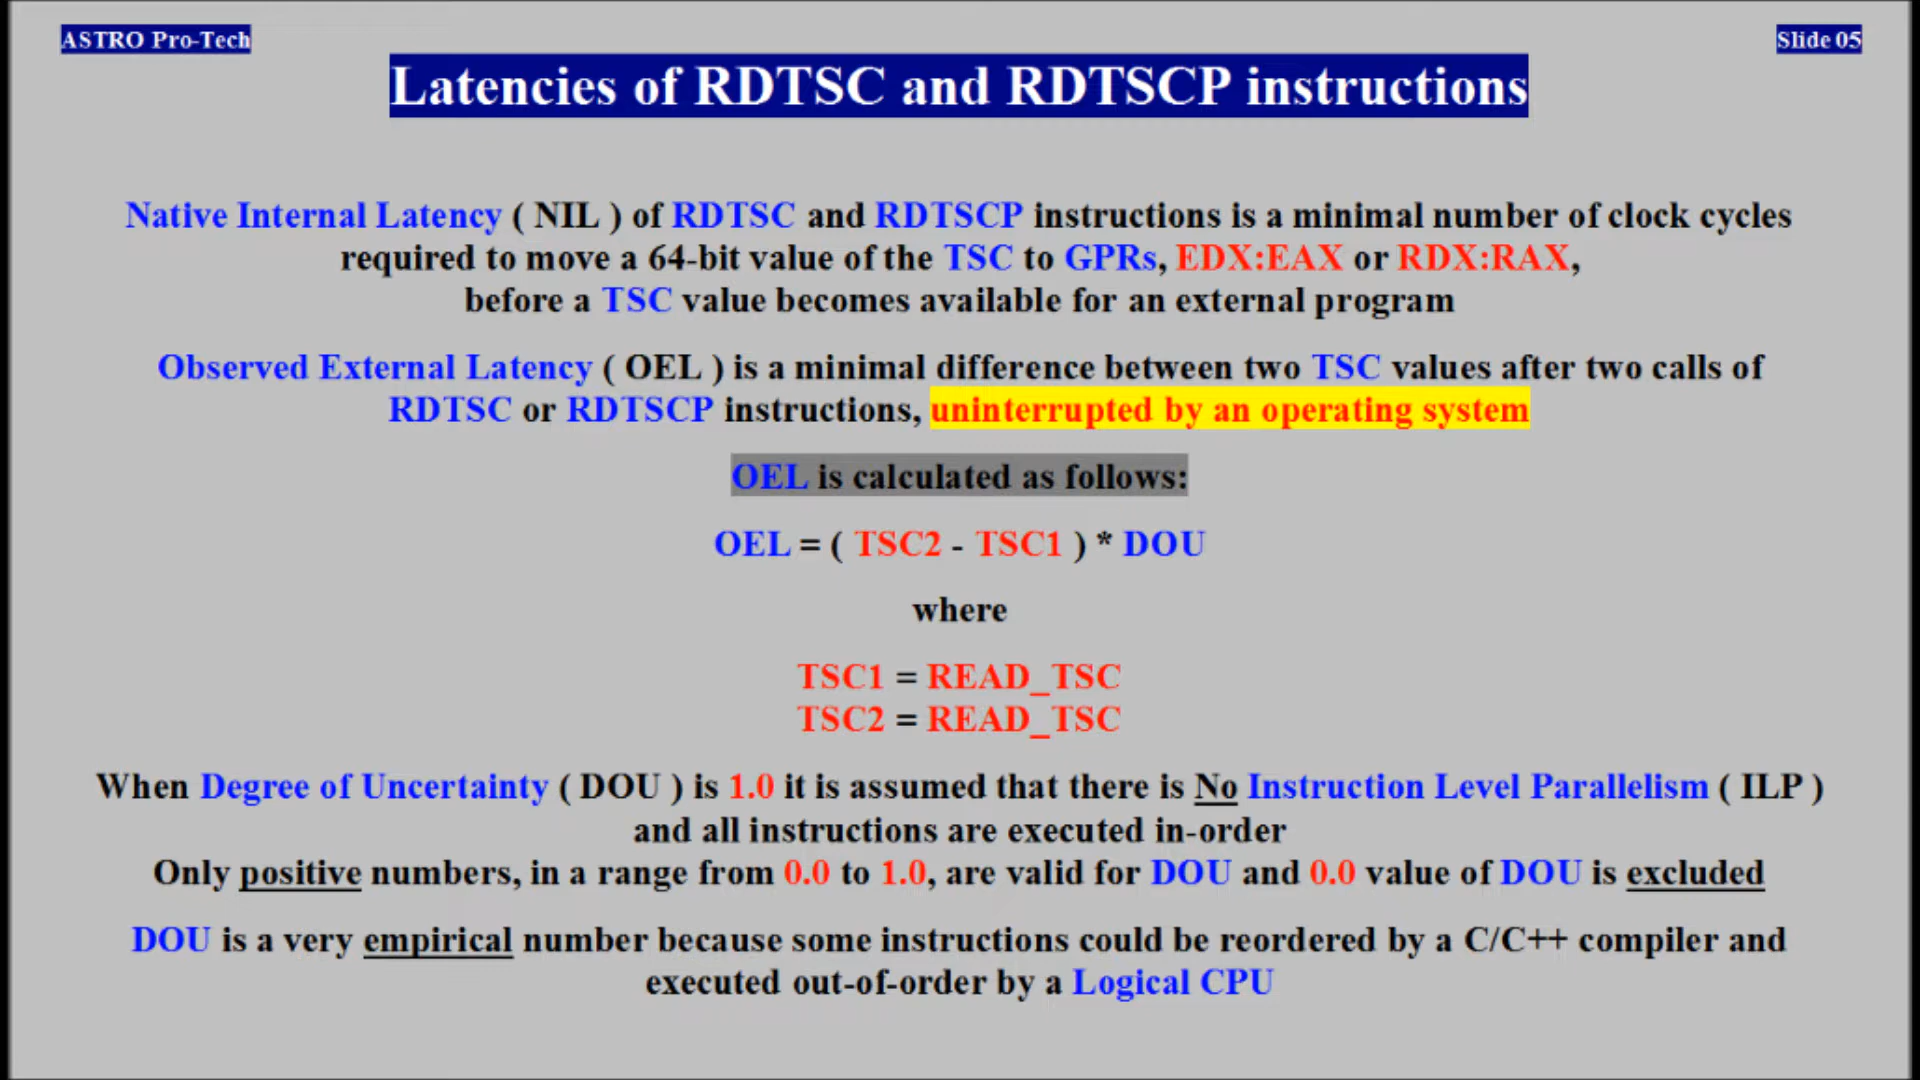 ASTRO Pro-Tech
Slide 05
Latencies of RDTSC and RDTSCP instructions
Native Internal Latency ( NIL ) of RDTSC and RDTSCP instructions is a minimal number of clock cycles
required to move a 64-bit value of the TSC to GPRs, EDX:EAX or RDX:RAX,
before a TSC value becomes available for an external program
Observed External Latency ( OEL ) is a minimal difference between two TSC values after two calls of
RDTSC or RDTSCP instructions, uninterrupted by an operating system
OEL is calculated as follows:
OEL = ( TSC2 - TSC1 ) * DOU
where
TSC1 = READ_TSC
TSC2 = READ_TSC
When Degree of Uncertainty ( DOU ) is 1.0 it is assumed that there is No Instruction Level Parallelism ( ILP )
and all instructions are executed in-order
Only positive numbers, in a range from 0.0 to 1.0, are valid for DOU and 0.0 value of DOU is excluded
DOU is a very empirical number because some instructions could be reordered by a C/C++ compiler and
executed out-of-order by a Logical CPU